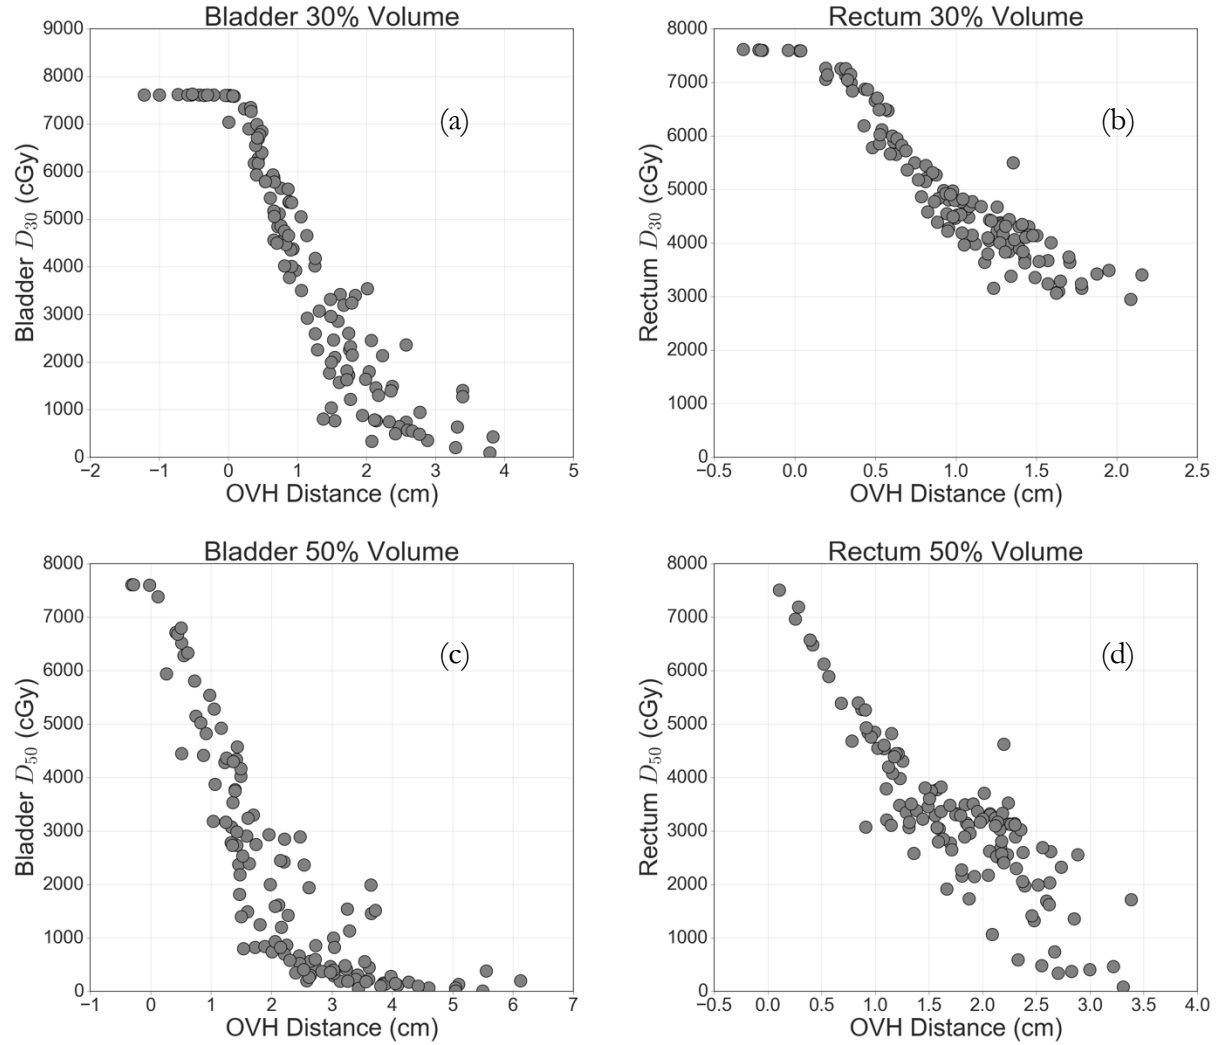 Bladder 30% Volume
9000
8000
7000
6000
5000
4000
3000
2000
1000
0
Bladder D30 (cGy)
(a)
−2 −1 0 1 2 3 4 5
OVH Distance (cm)
Rectum 30% Volume
8000
7000
6000
5000
4000
3000
2000
1000
0
Rectum D30 (cGy)
(b)
−0.5 0.0 0.5 1.0 1.5 2.0 2.5
OVH Distance (cm)
Bladder 50% Volume
8000
7000
6000
5000
4000
3000
2000
1000
0
Bladder D50 (cGy)
(c)
−1 0 1 2 3 4 5 6 7
OVH Distance (cm)
Rectum 50% Volume
8000
7000
6000
5000
4000
3000
2000
1000
0
Rectum D50 (cGy)
(d)
−0.5 0.0 0.5 1.0 1.5 2.0 2.5 3.0 3.5 4.0
OVH Distance (cm)